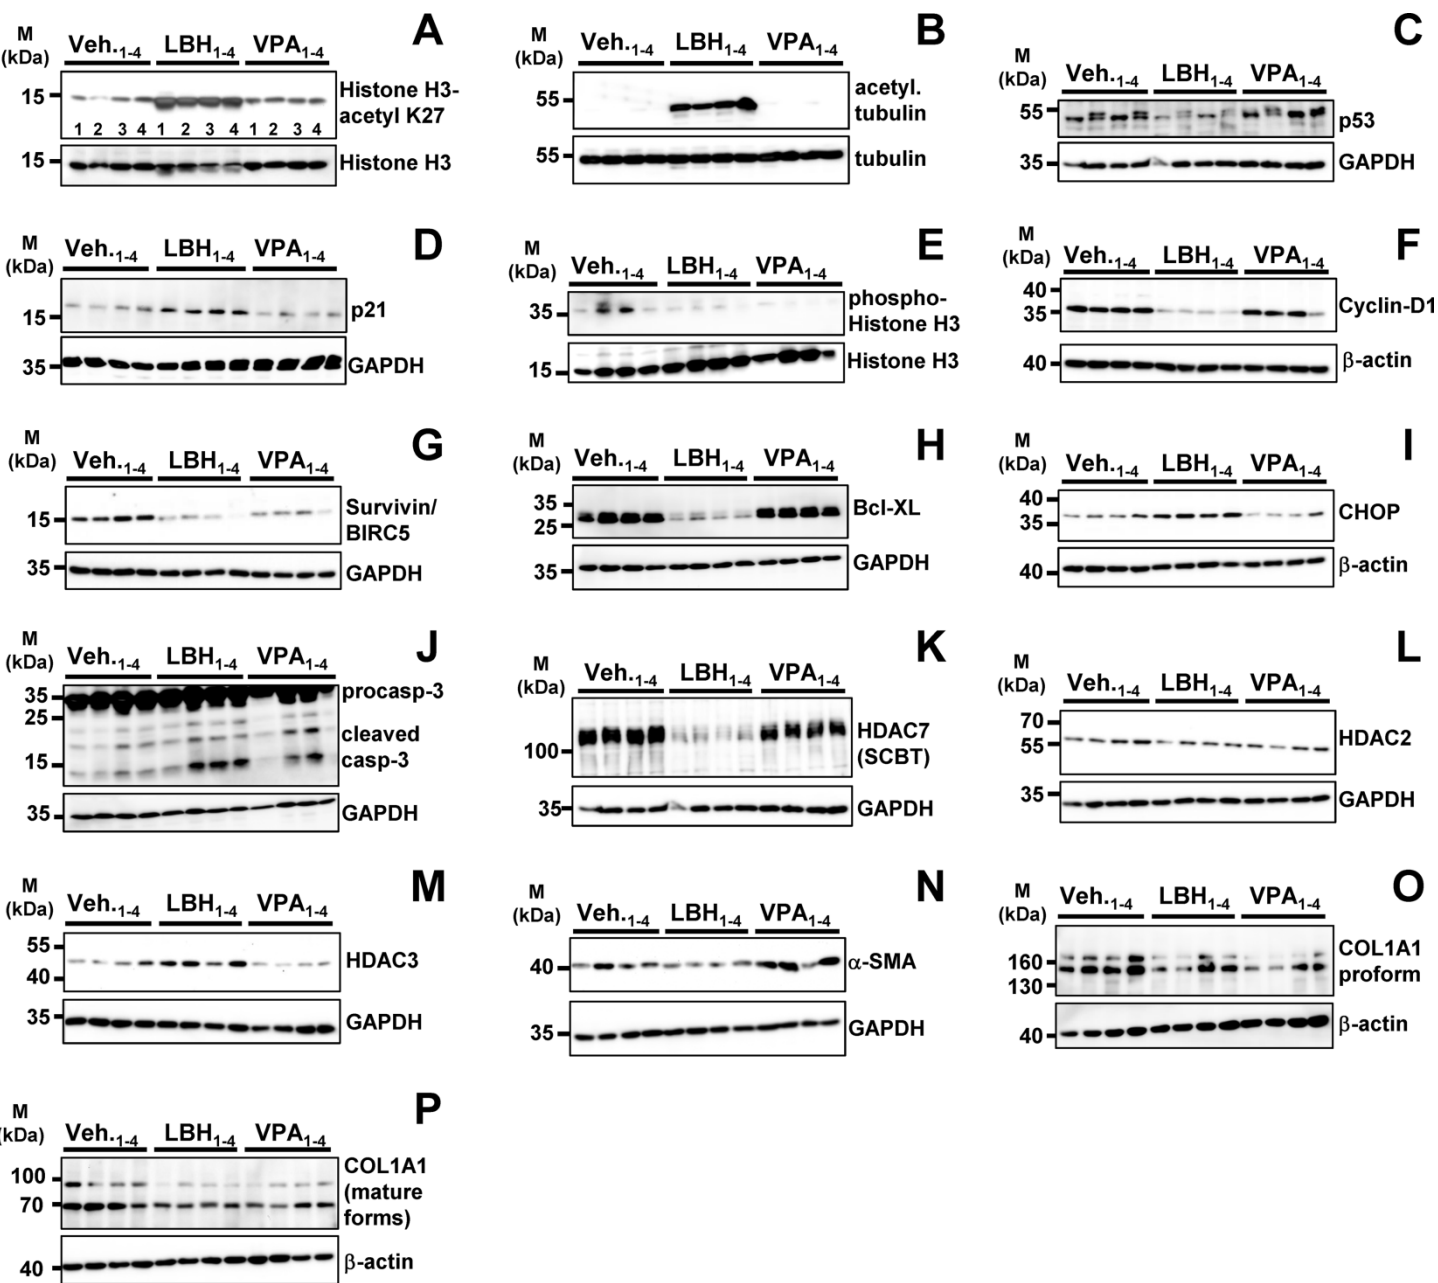 A
M
(kDa)
Veh.1-4 LBH1-4 VPA1-4
15
Histone H3-
acetyl K27
1 2 3 4 1 2 3 4 1 2 3 4
15
Histone H3
B
M
(kDa)
Veh.1-4 LBH1-4 VPA1-4
55
acetyl.
tubulin
55
tubulin
C
M
(kDa)
Veh.1-4 LBH1-4 VPA1-4
55
p53
35
GAPDH
D
M
(kDa)
Veh.1-4 LBH1-4 VPA1-4
15
p21
35
GAPDH
E
M
(kDa)
Veh.1-4 LBH1-4 VPA1-4
35
phospho-
Histone H3
15
Histone H3
F
M
(kDa)
Veh.1-4 LBH1-4 VPA1-4
40
35
Cyclin-D1
40
β-actin
G
M
(kDa)
Veh.1-4 LBH1-4 VPA1-4
15
Survivin/
BIRC5
35
GAPDH
H
M
(kDa)
Veh.1-4 LBH1-4 VPA1-4
35
25
Bcl-XL
35
GAPDH
I
M
(kDa)
Veh.1-4 LBH1-4 VPA1-4
40
35
CHOP
40
β-actin
J
M
(kDa)
Veh.1-4 LBH1-4 VPA1-4
35
procasp-3
25
cleaved
casp-3
15
35
GAPDH
K
M
(kDa)
Veh.1-4 LBH1-4 VPA1-4
100
HDAC7
(SCBT)
35
GAPDH
L
M
(kDa)
Veh.1-4 LBH1-4 VPA1-4
70
55
HDAC2
35
GAPDH
M
M
(kDa)
Veh.1-4 LBH1-4 VPA1-4
55
40
HDAC3
35
GAPDH
N
M
(kDa)
Veh.1-4 LBH1-4 VPA1-4
40
α-SMA
35
GAPDH
O
M
(kDa)
Veh.1-4 LBH1-4 VPA1-4
160
130
COL1A1
proform
40
β-actin
P
M
(kDa)
Veh.1-4 LBH1-4 VPA1-4
100
70
COL1A1
(mature
forms)
40
β-actin